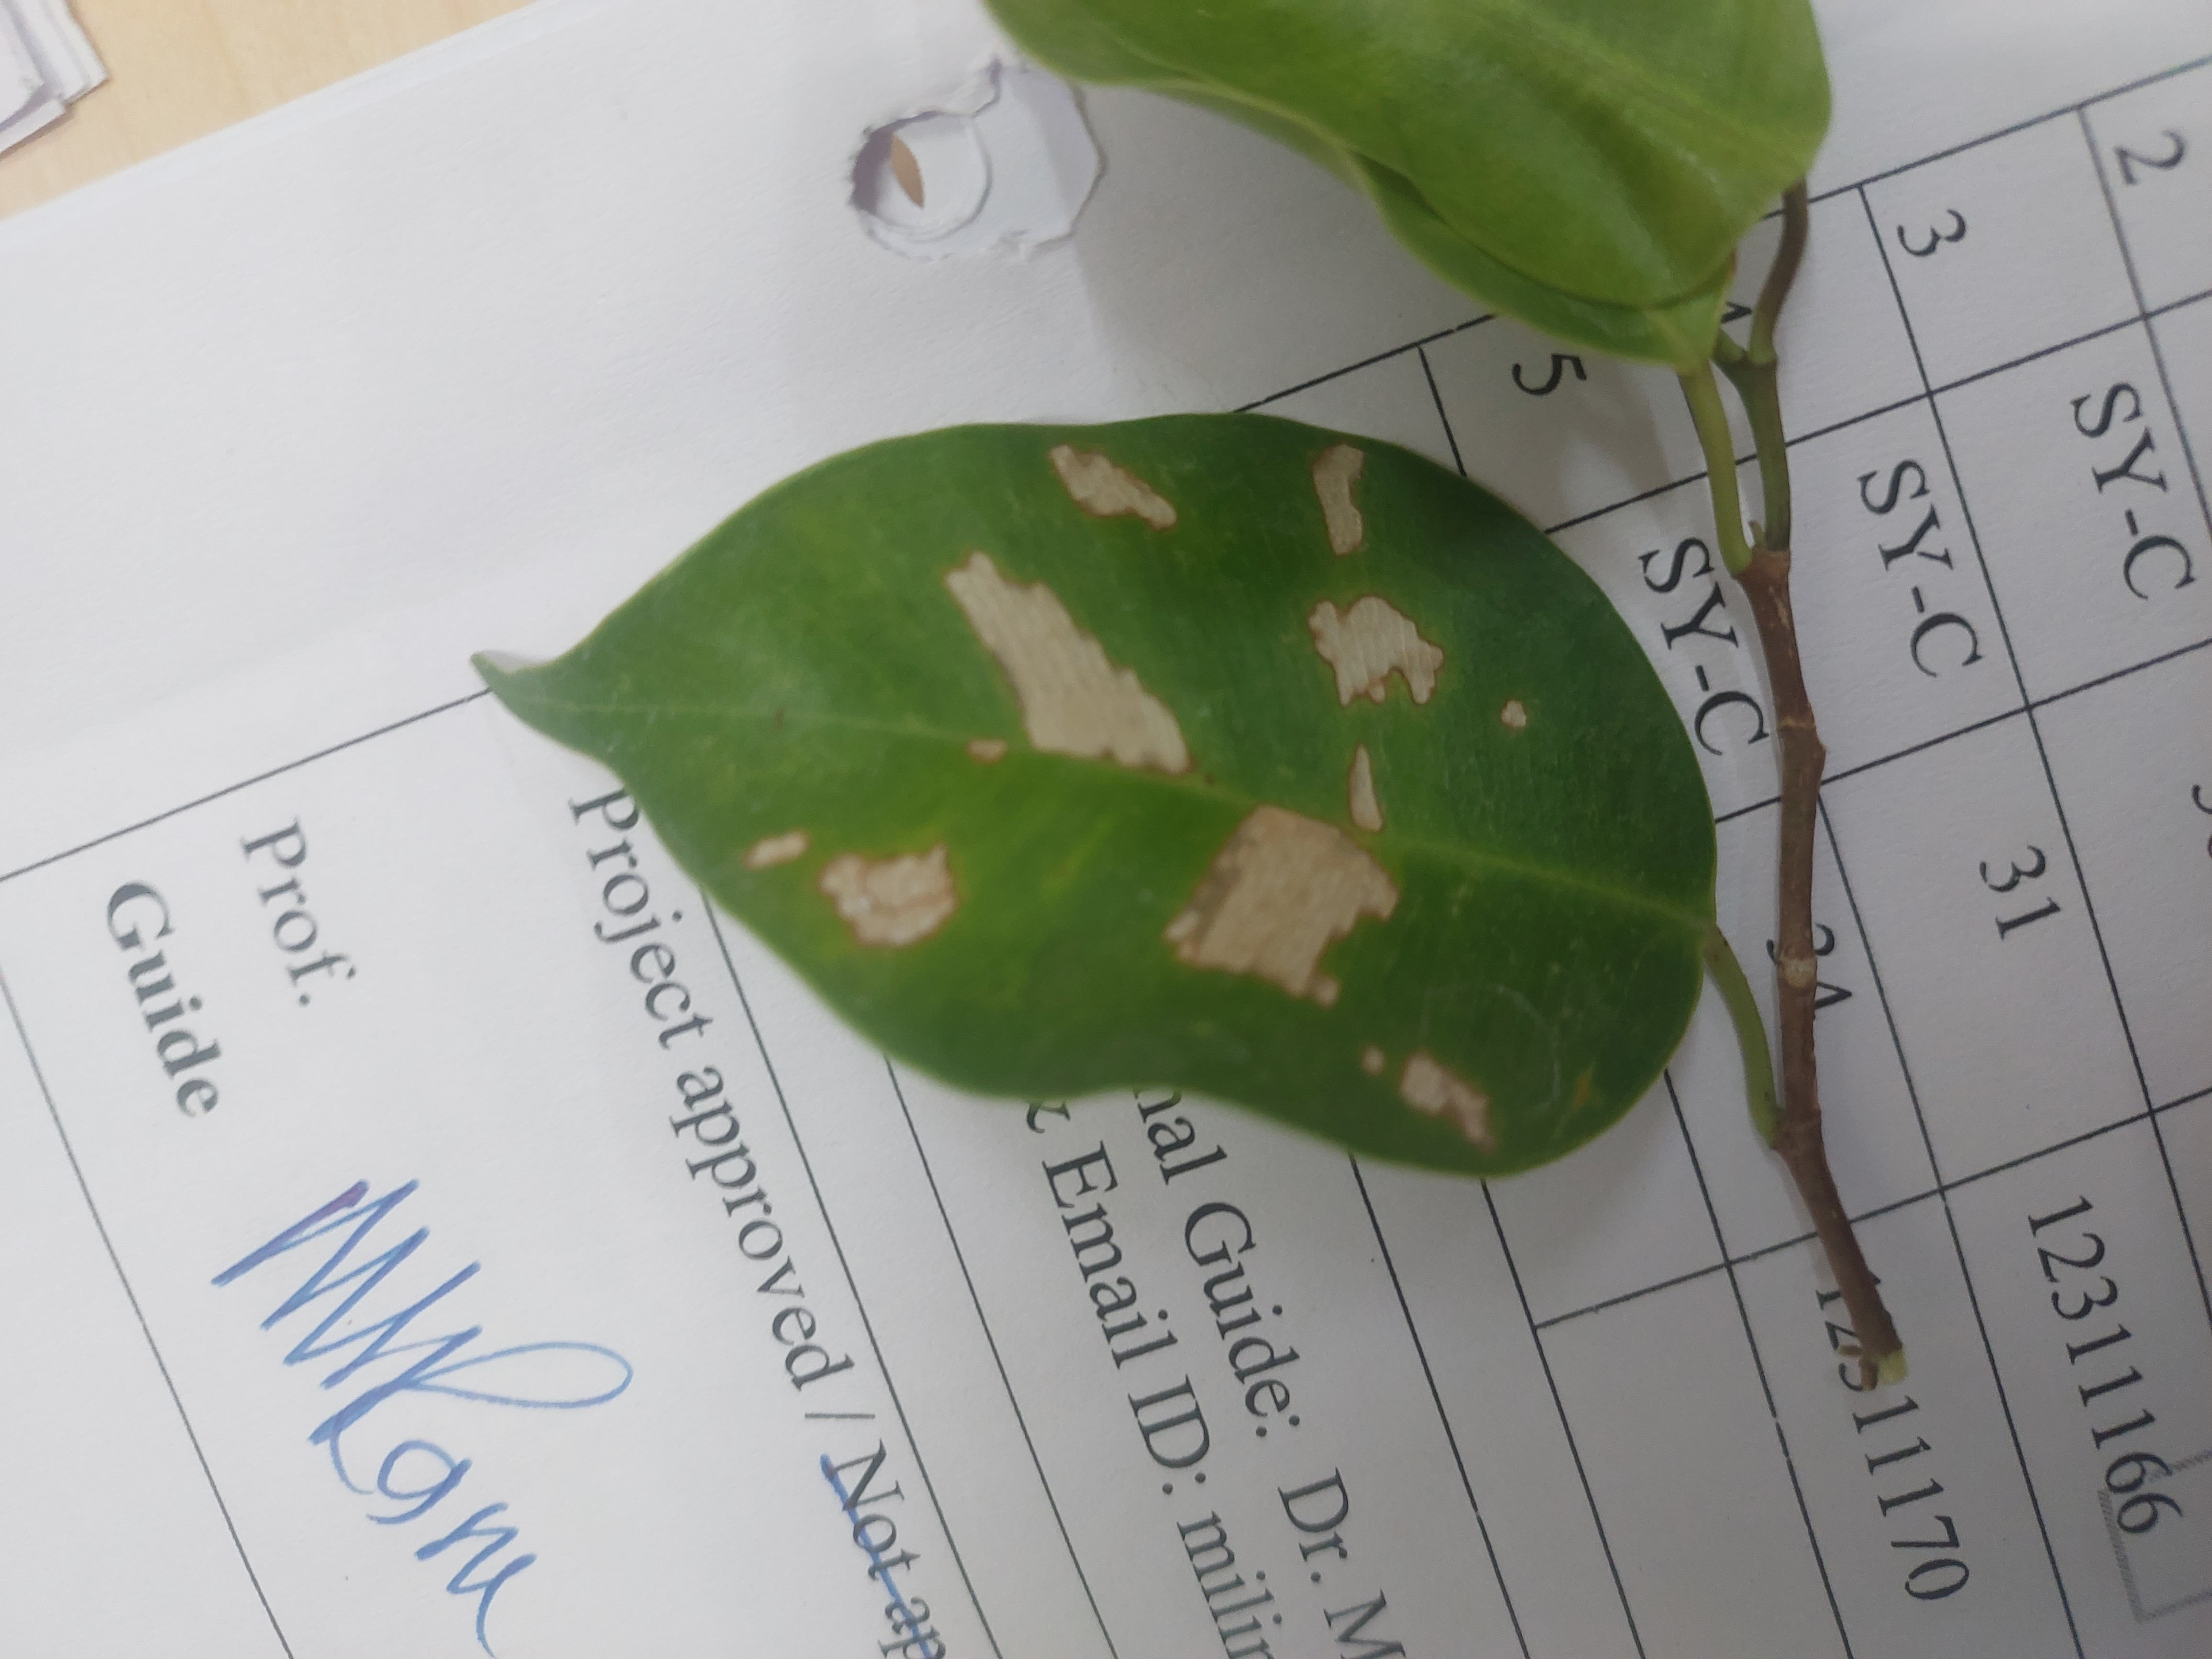 2
3 SY-C
SY-C 31 12311166
5 SY-C 12311170
nal Guide: Dr. M
& Email ID: milin
Project approved / Not ap
Prof.
Guide